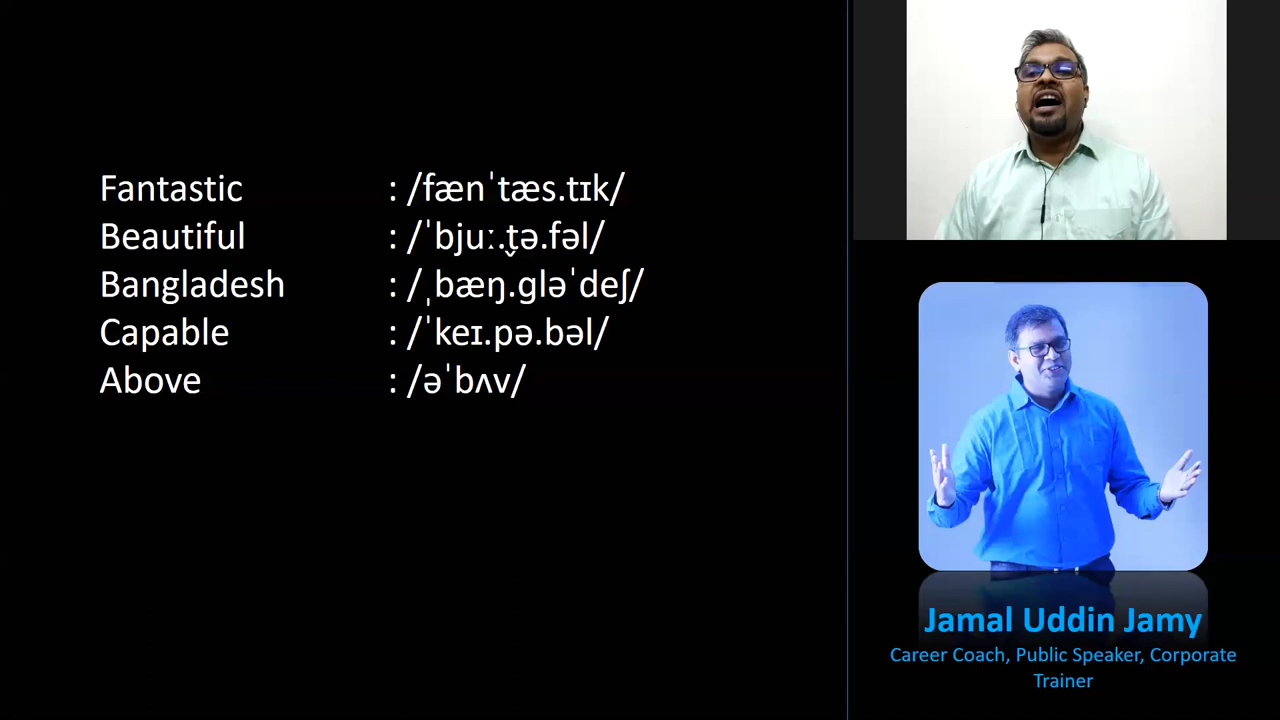 Fantastic : /fænˈtæs.tɪk/
Beautiful : /ˈbjuː.t̬ə.fəl/
Bangladesh : /ˌbæŋ.ɡləˈdeʃ/
Capable : /ˈkeɪ.pə.bəl/
Above : /əˈbʌv/
Jamal Uddin Jamy
Career Coach, Public Speaker, Corporate
Trainer